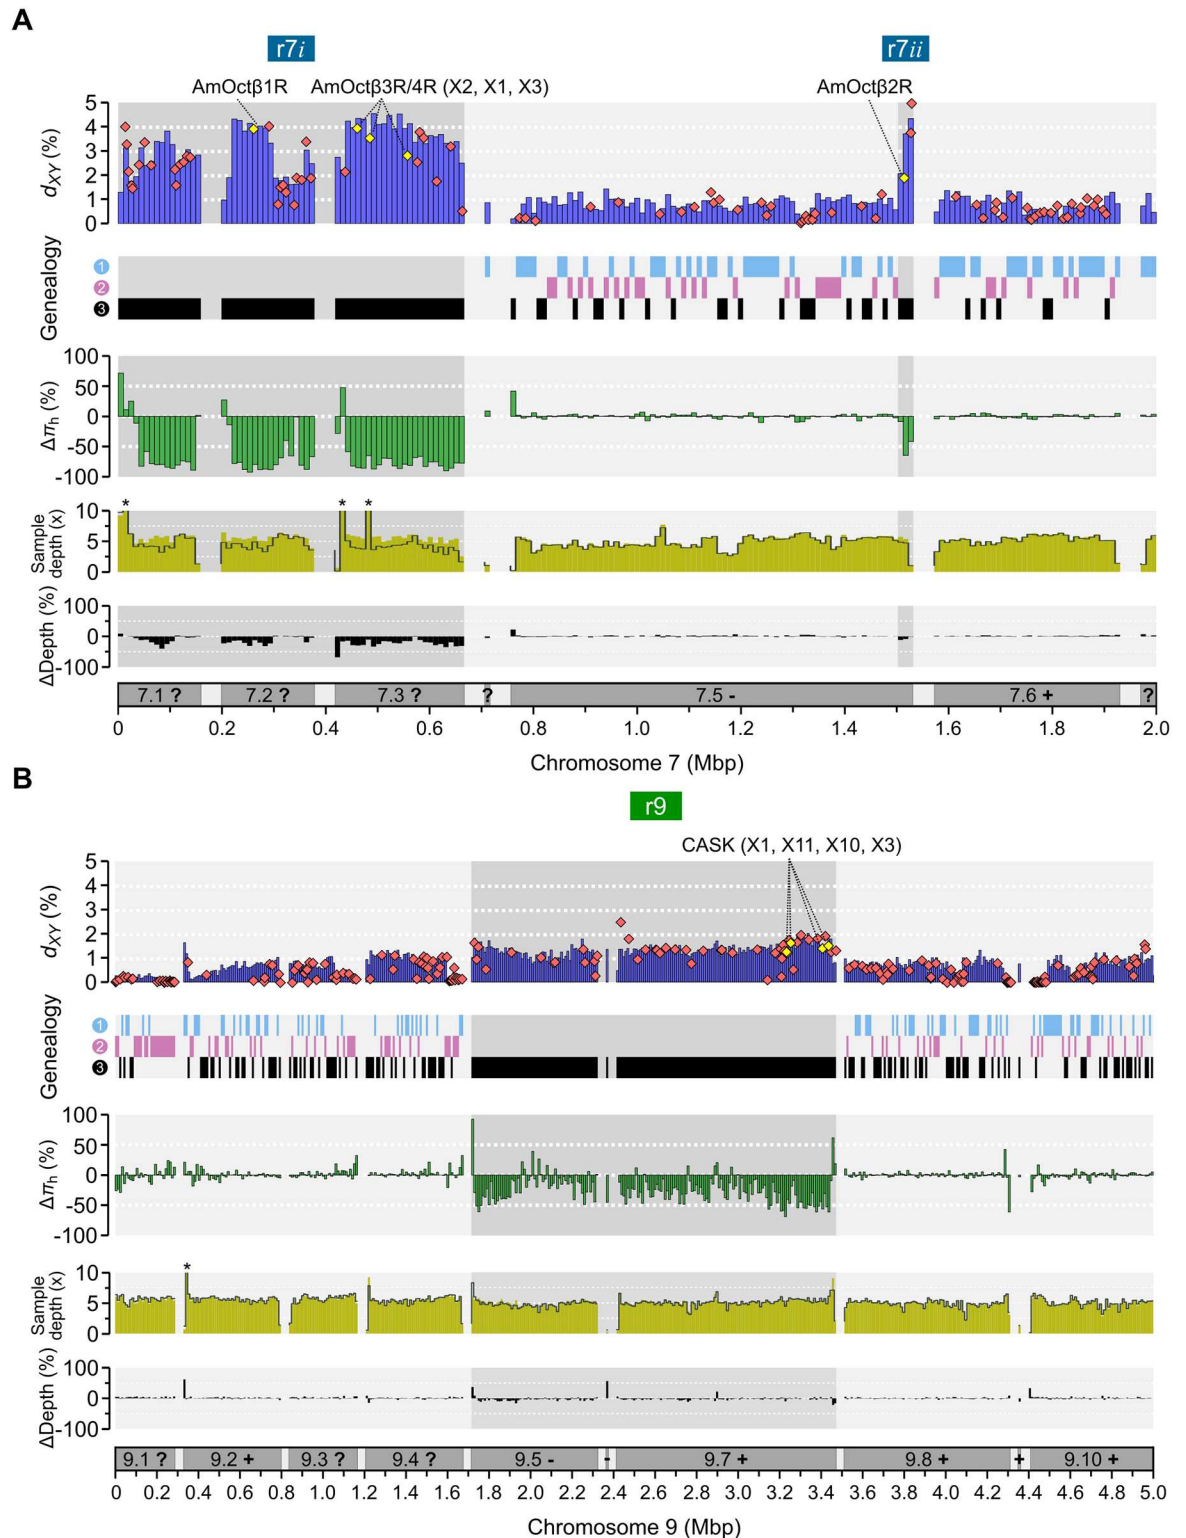 A
r7i
r7ii
AmOctβ1R
AmOctβ3R/4R (X2, X1, X3)
AmOctβ2R
dXY (%)
5
4
3
2
1
0
Genealogy
1
2
3
Δπh (%)
100
50
0
-50
-100
Sample
depth (x)
10
5
0
*
*
*
ΔDepth (%)
100
0
-100
7.1 ?
7.2 ?
7.3 ?
?
7.5 -
7.6 +
?
0 0.2 0.4 0.6 0.8 1.0 1.2 1.4 1.6 1.8 2.0
Chromosome 7 (Mbp)
B
r9
CASK (X1, X11, X10, X3)
dXY (%)
5
4
3
2
1
0
Genealogy
1
2
3
Δπh (%)
100
50
0
-50
-100
Sample
depth (x)
10
5
0
*
ΔDepth (%)
100
0
-100
9.1 ?
9.2 +
9.3 ?
9.4 ?
9.5 -
-
9.7 +
9.8 +
+
9.10 +
0 0.2 0.4 0.6 0.8 1.0 1.2 1.4 1.6 1.8 2.0 2.2 2.4 2.6 2.8 3.0 3.2 3.4 3.6 3.8 4.0 4.2 4.4 4.6 4.8 5.0
Chromosome 9 (Mbp)